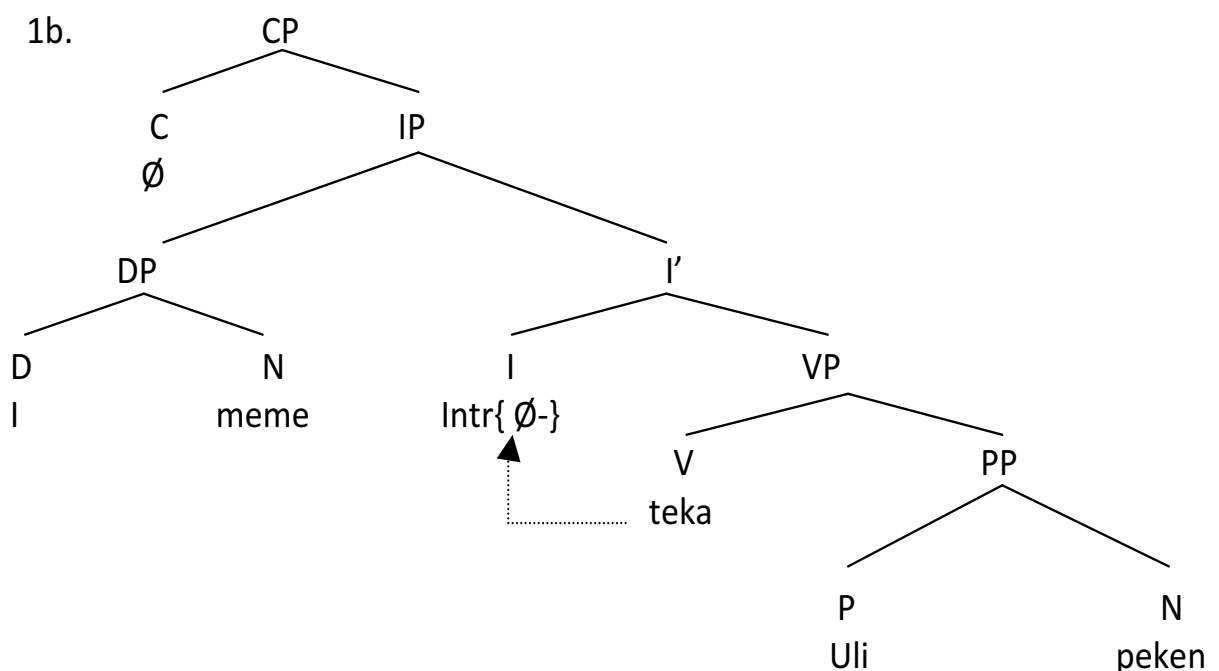 1b. CP
C IP
Ø
DP I’
D N I VP
I meme Intr{ Ø-}
V PP
teka
P N
Uli peken